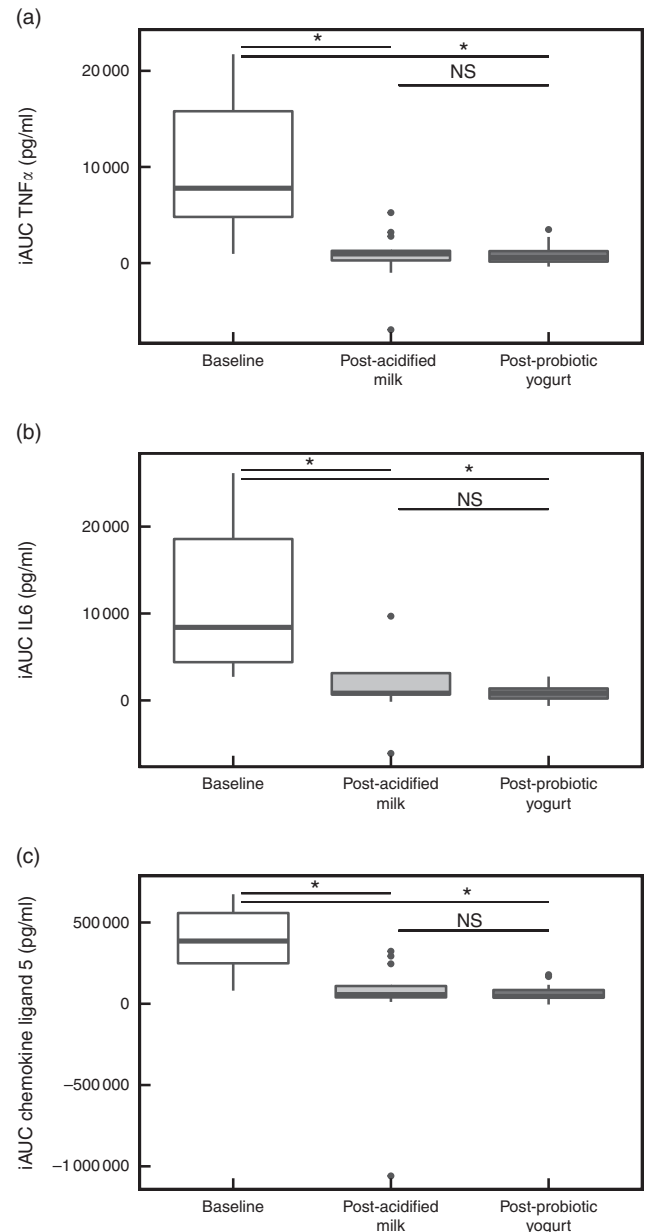 (a)
*
*
NS
20 000
10 000
0
iAUC TNFα (pg/ml)
Baseline
Post-acidified
milk
Post-probiotic
yogurt
(b)
*
*
NS
20 000
10 000
0
iAUC IL6 (pg/ml)
Baseline
Post-acidified
milk
Post-probiotic
yogurt
(c)
*
*
NS
500 000
0
−500 000
−1 000 000
iAUC chemokine ligand 5 (pg/ml)
Baseline
Post-acidified
milk
Post-probiotic
yogurt